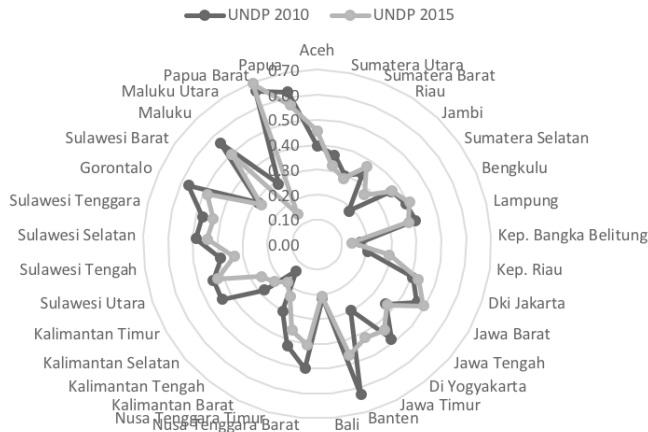 UNDP 2010 UNDP 2015
Aceh
Sumatera Utara
Sumatera Barat
Riau
Jambi
Sumatera Selatan
Bengkulu
Lampung
Kep. Bangka Belitung
Kep. Riau
Dki Jakarta
Jawa Barat
Jawa Tengah
Di Yogyakarta
Jawa Timur
Banten
Bali
Nusa Tenggara Barat
Nusa Tenggara Timur
Kalimantan Barat
Kalimantan Tengah
Kalimantan Selatan
Kalimantan Timur
Sulawesi Utara
Sulawesi Tengah
Sulawesi Selatan
Sulawesi Tenggara
Gorontalo
Sulawesi Barat
Maluku
Maluku Utara
Papua Barat
Papua
0.70
0.60
0.50
0.40
0.30
0.20
0.10
0.00